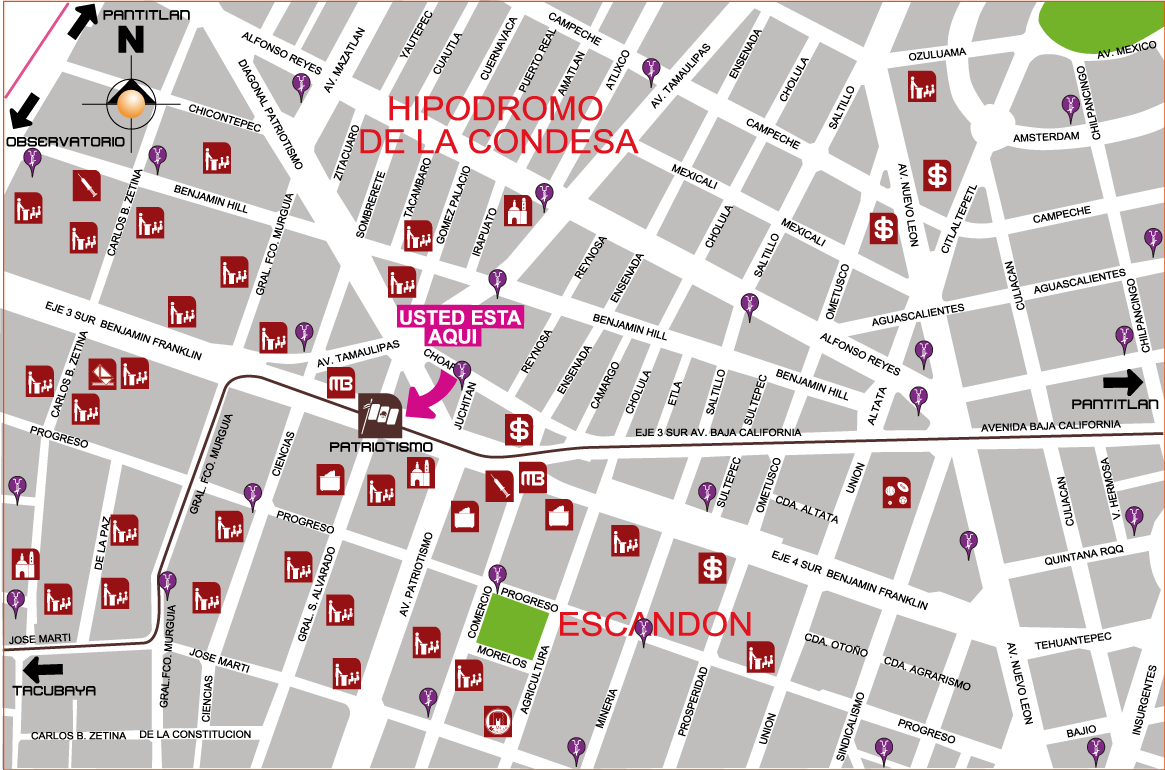 PANTITLAN
N
OBSERVATORIO
ALFONSO REYES
AV. MAZATLAN
YAUTEPEC
CUAUTLA
CUERNAVACA
PUERTO REAL
CAMPECHE
AMATLAN
ATLIXCO
AV. TAMAULIPAS
ENSENADA
CHOLULA
SALTILLO
OZULUAMA
AV. MEXICO
CHILPANCINGO
AMSTERDAM
DIAGONAL PATRIOTISMO
CHICONTEPEC
HIPODROMO
DE LA CONDESA
CAMPECHE
ZITACUARO
SOMBRERETE
TACAMBARO
GOMEZ PALACIO
IRAPUATO
MEXICALI
CHOLULA
SALTILLO
MEXICALI
AV. NUEVO LEON
CITLALTEPETL
CAMPECHE
CARLOS B. ZETINA
BENJAMIN HILL
GRAL. FCO. MURGUIA
REYNOSA
ENSENADA
OMETUSCO
CULIACAN
AGUASCALIENTES
CHILPANCINGO
AGUASCALIENTES
ALFONSO REYES
EJE 3 SUR BENJAMIN FRANKLIN
AV. TAMAULIPAS
USTED ESTA
AQUI
BENJAMIN HILL
REYNOSA
ENSENADA
CAMARGO
CHOLULA
ETLA
SALTILLO
SULTEPEC
BENJAMIN HILL
ALTATA
PANTITLAN
CARLOS B. ZETINA
MB
JUCHITAN
$
$
$
PATRIOTISMO
EJE 3 SUR AV. BAJA CALIFORNIA
AVENIDA BAJA CALIFORNIA
PROGRESO
GRAL. FCO. MURGUIA
CIENCIAS
MB
SULTEPEC
OMETUSCO
UNION
CULIACAN
V. HERMOSA
CDA. ALTATA
DE LA PAZ
PROGRESO
GRAL. S. ALVARADO
AV. PATRIOTISMO
$
EJE 4 SUR BENJAMIN FRANKLIN
QUINTANA RQQ
COMERCIO
PROGRESO
ESCANDON
MORELOS
AGRICULTURA
JOSE MARTI
GRAL.FCO. MURGUIA
JOSE MARTI
CIENCIAS
TACUBAYA
MINERIA
PROSPERIDAD
UNION
SINDICALISMO
CDA. OTOÑO
CDA. AGRARISMO
PROGRESO
AV. NUEVO LEON
TEHUANTEPEC
BAJIO
INSURGENTES
CARLOS B. ZETINA
DE LA CONSTITUCION